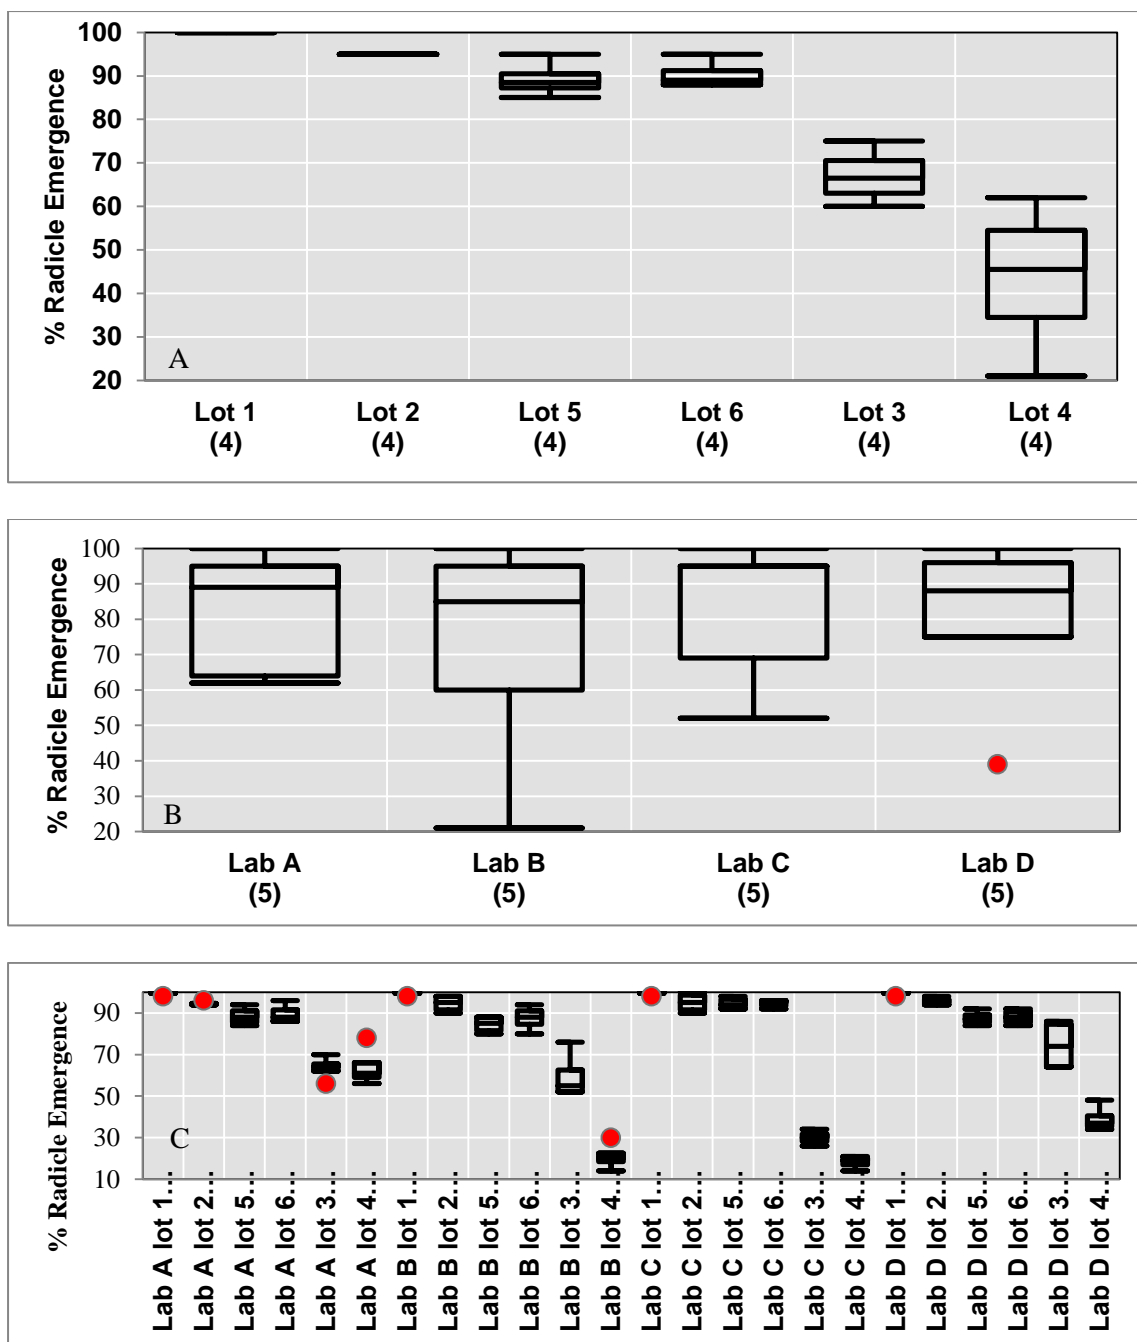 % Radicle Emergence
100
90
80
70
60
50
40
30
20
A
Lot 1
(4)
Lot 2
(4)
Lot 5
(4)
Lot 6
(4)
Lot 3
(4)
Lot 4
(4)
% Radicle Emergence
100
90
80
70
60
50
40
30
20
B
Lab A
(5)
Lab B
(5)
Lab C
(5)
Lab D
(5)
% Radicle Emergence
90
70
50
30
10
C
Lab A lot 1…
Lab A lot 2…
Lab A lot 5…
Lab A lot 6…
Lab A lot 3…
Lab A lot 4…
Lab B lot 1…
Lab B lot 2…
Lab B lot 5…
Lab B lot 6…
Lab B lot 3…
Lab B lot 4…
Lab C lot 1…
Lab C lot 2…
Lab C lot 5…
Lab C lot 6…
Lab C lot 3…
Lab C lot 4…
Lab D lot 1…
Lab D lot 2…
Lab D lot 5…
Lab D lot 6…
Lab D lot 3…
Lab D lot 4…